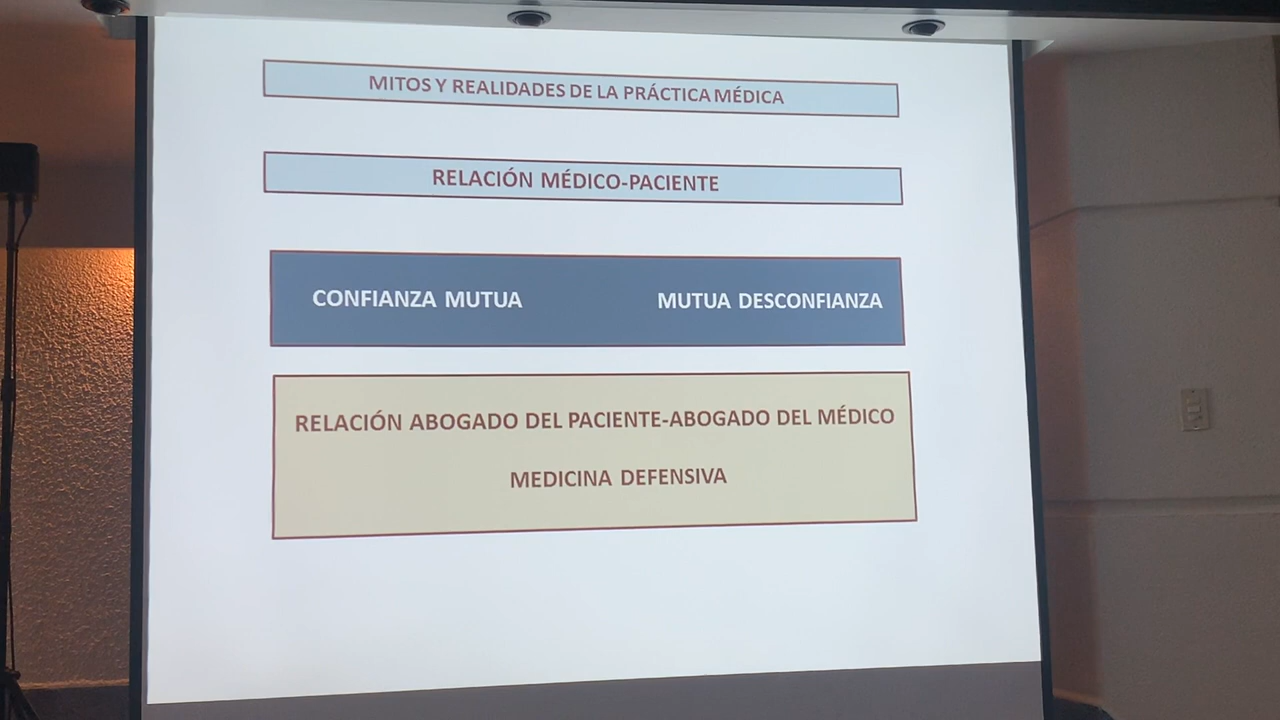 MITOS Y REALIDADES DE LA PRÁCTICA MÉDICA
RELACIÓN MÉDICO-PACIENTE
CONFIANZA MUTUA
MUTUA DESCONFIANZA
RELACIÓN ABOGADO DEL PACIENTE-ABOGADO DEL MÉDICO
MEDICINA DEFENSIVA